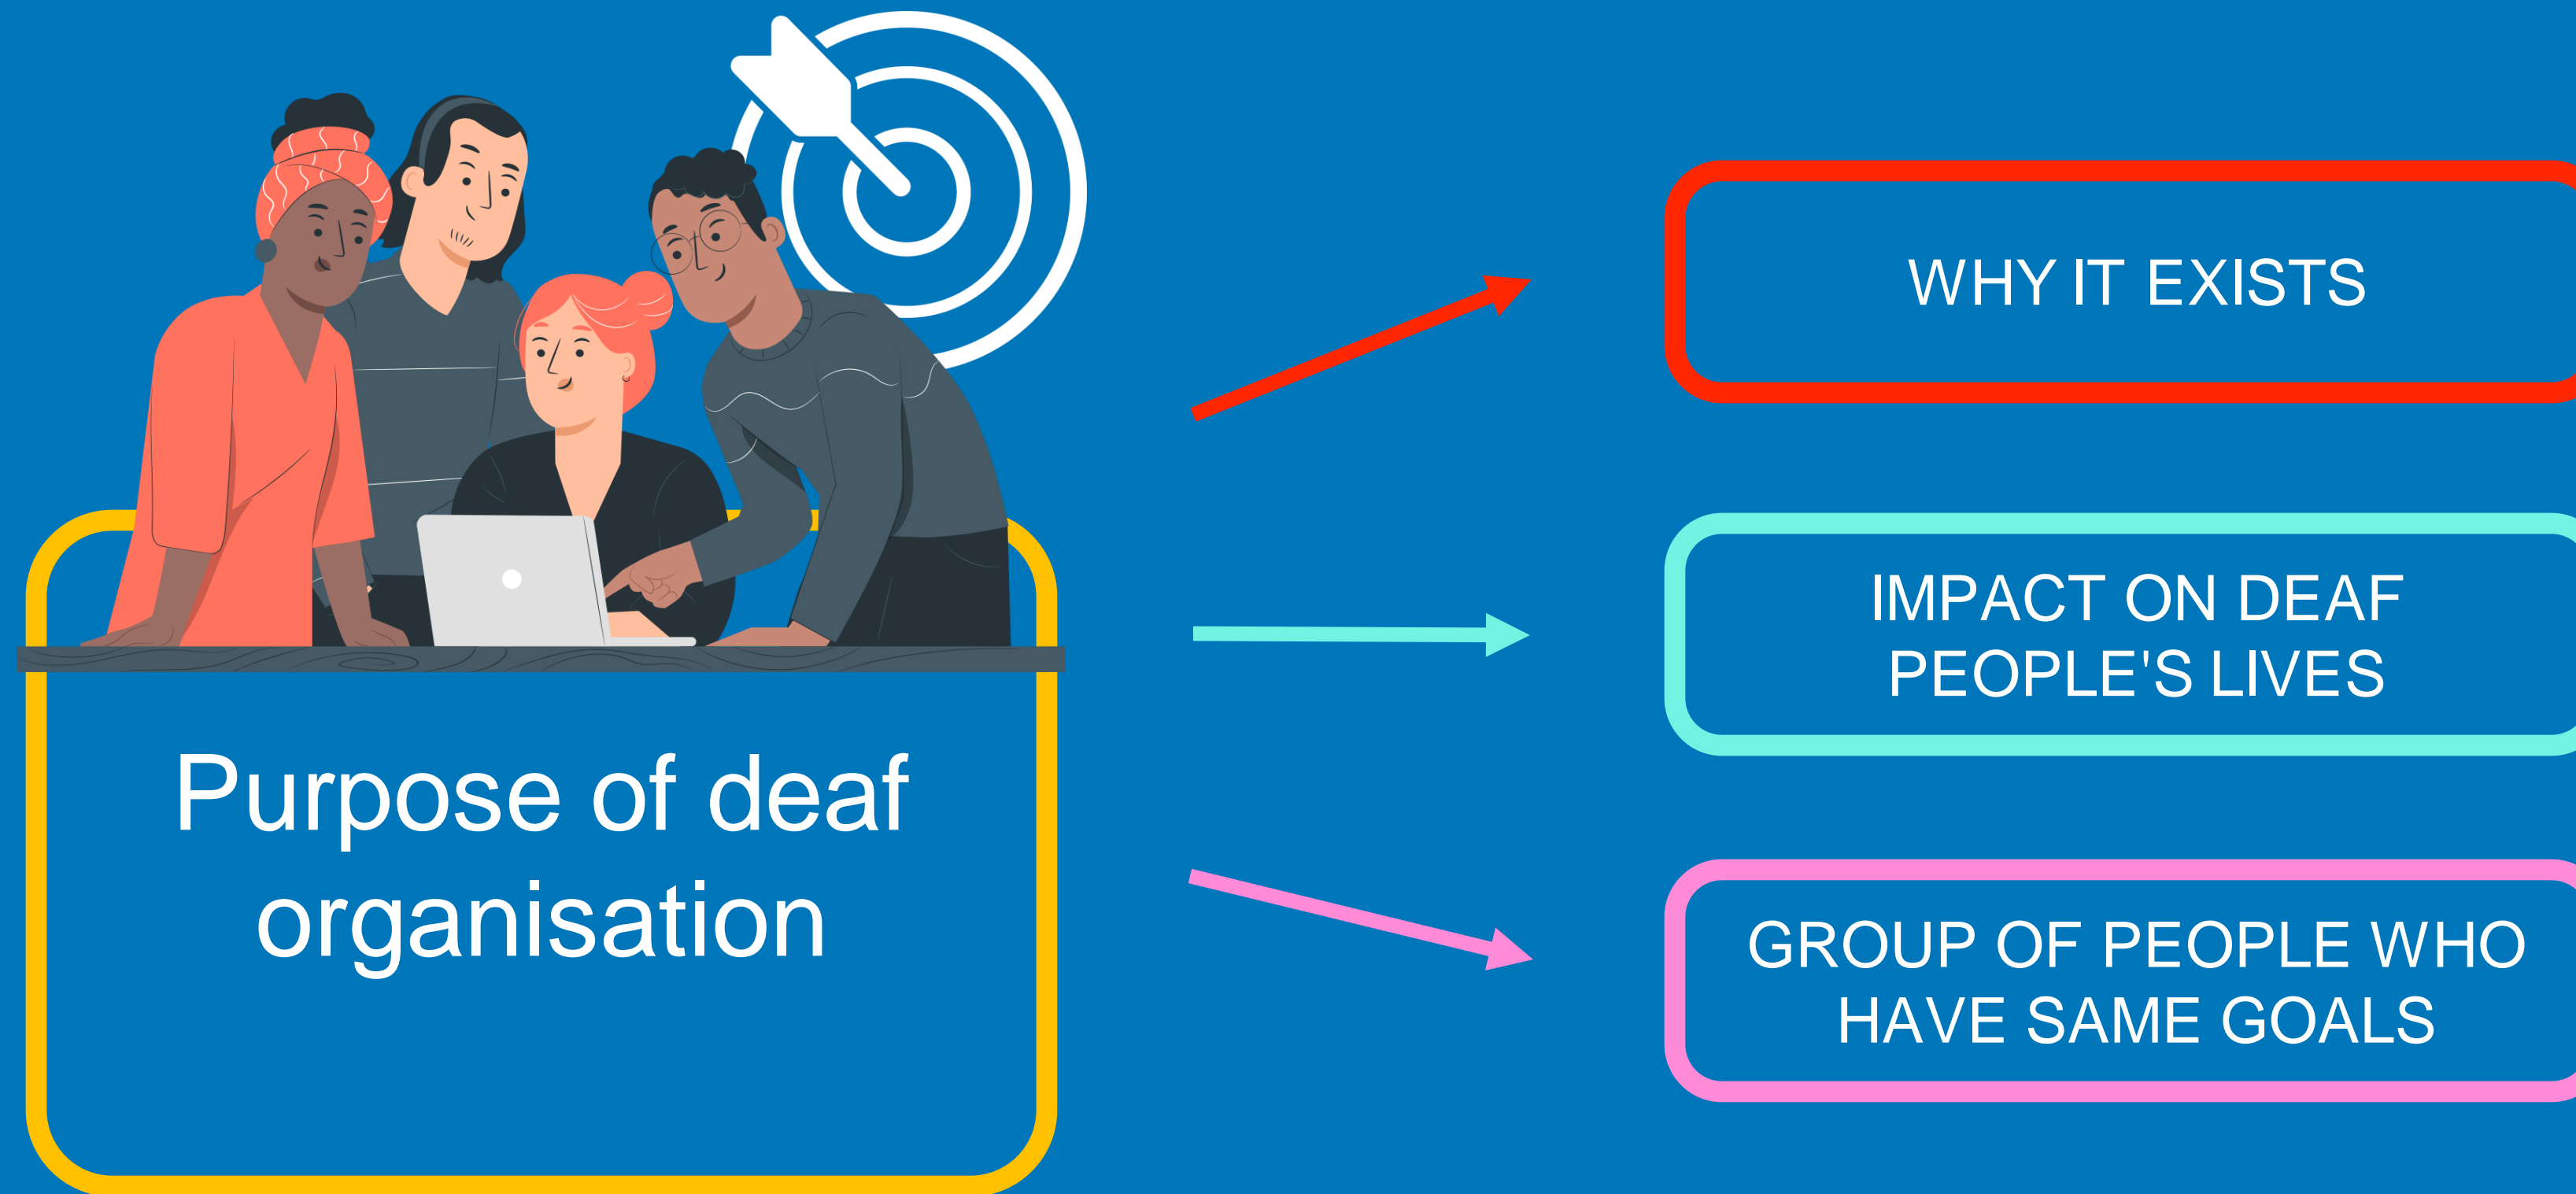 Purpose of deaf
organisation
WHY IT EXISTS
IMPACT ON DEAF
PEOPLE'S LIVES
GROUP OF PEOPLE WHO
HAVE SAME GOALS